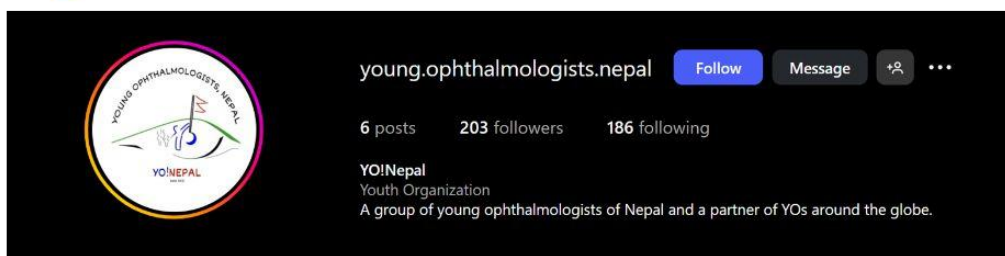 YOUNG OPHTHALMOLOGISTS, NEPAL
YO!NEPAL
young.ophthalmologists.nepal Follow Message
6 posts 203 followers 186 following
YO!Nepal
Youth Organization
A group of young ophthalmologists of Nepal and a partner of YOs around the globe.